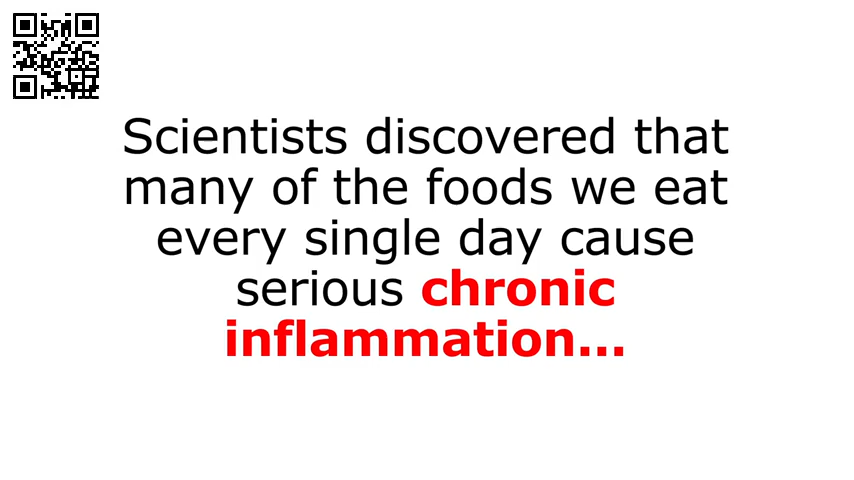 Scientists discovered that
many of the foods we eat
every single day cause
serious chronic
inflammation...